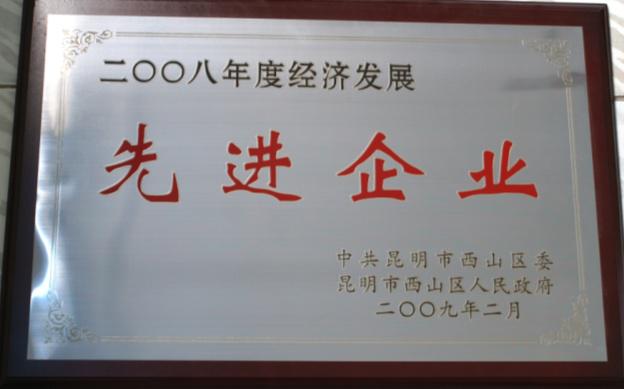 二〇〇八年度经济发展
先进企业
中共昆明市西山区委
昆明市西山区人民政府
二〇〇九年二月